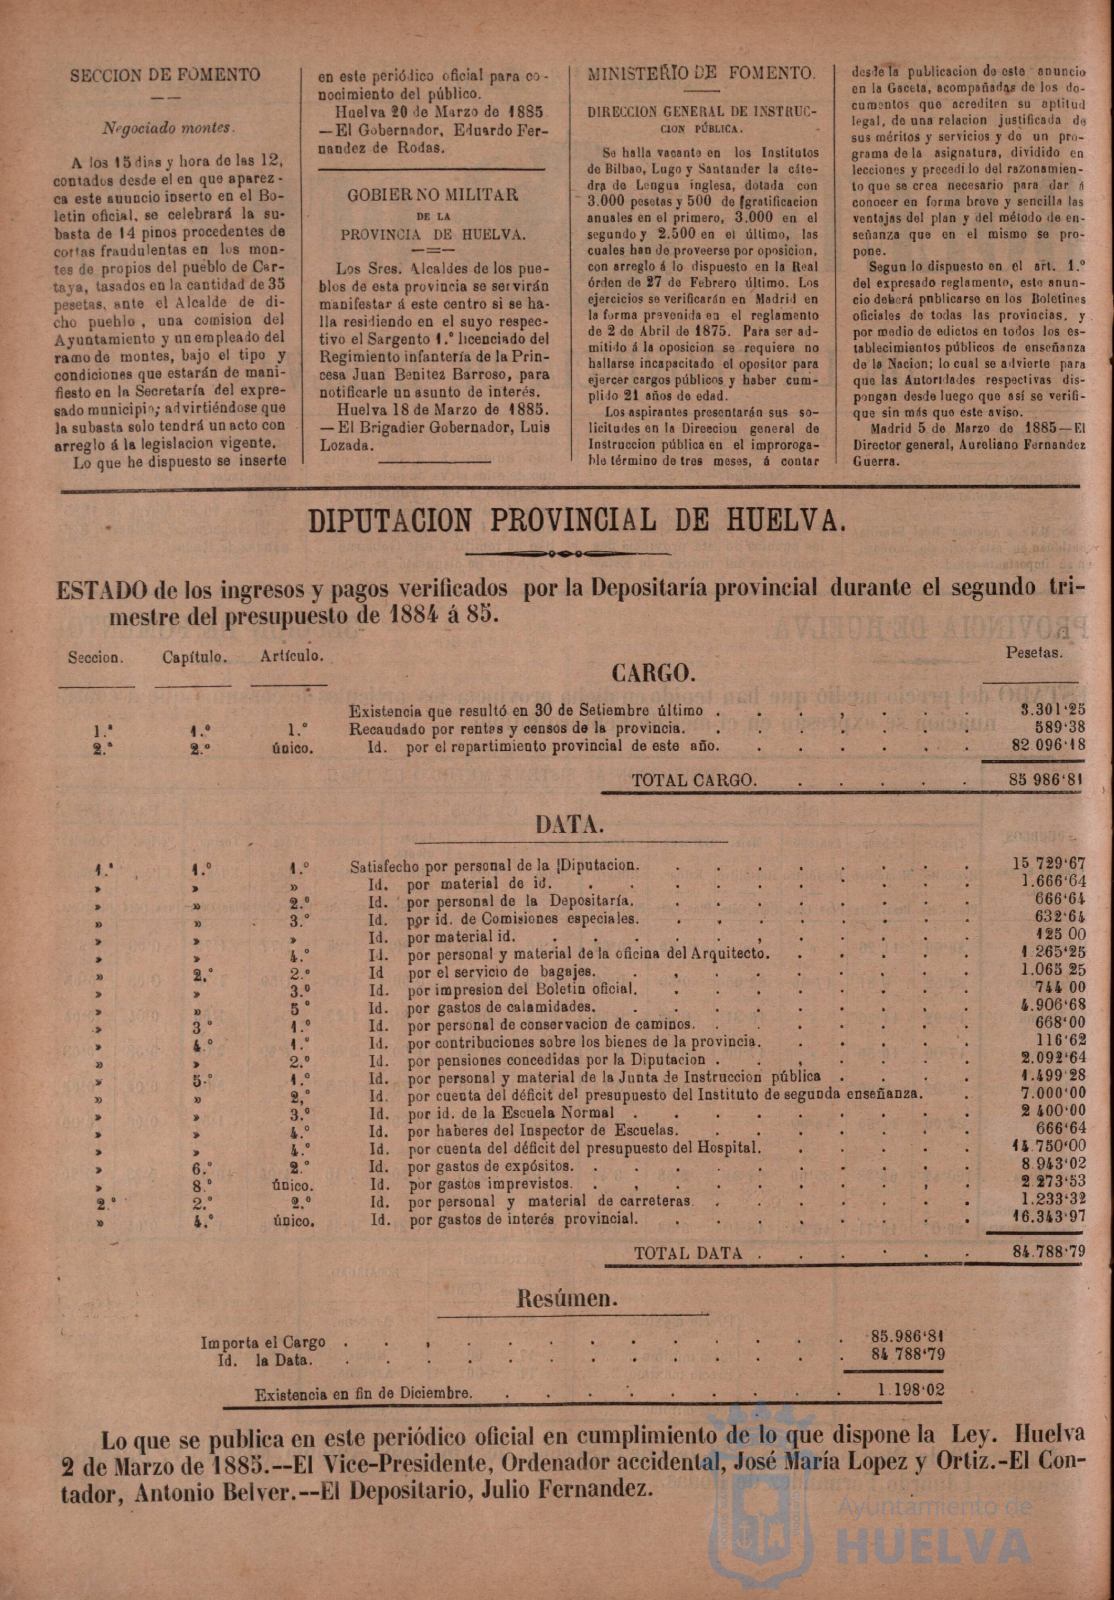 SECCION DE FOMENTO
Negociado montes.
A los 15 dias y hora de las 12,
contados desde el en que aparez-
ca este anuncio inserto en el Bo-
letin oficial, se celebrará la su-
basta de 14 pinos procedentes de
cortas fraudulentas en los mon-
tes de propios del pueblo de Car-
taya, tasados en la cantidad de 35
pesetas, ante el Alcalde de di-
cho pueblo, una comision del
Ayuntamiento y un empleado del
ramo de montes, bajo el tipo y
condiciones que estarán de mani-
fiesto en la Secretaría del expre-
sado municipio; advirtiéndose que
la subasta solo tendrá un acto con
arreglo á la legislacion vigente.
Lo que he dispuesto se inserte
en este periódico oficial para co-
nocimiento del público.
Huelva 20 de Marzo de 1885
—El Gobernador, Eduardo Fer-
nandez de Rodas.
GOBIERNO MILITAR
DE LA
PROVINCIA DE HUELVA.
Los Sres. Alcaldes de los pue-
blos de esta provincia se servirán
manifestar á este centro si se ha-
lla residiendo en el suyo respec-
tivo el Sargento 1.º licenciado del
Regimiento infantería de la Prin-
cesa Juan Benitez Barroso, para
notificarle un asunto de interés.
Huelva 18 de Marzo de 1885.
—El Brigadier Gobernador, Luis
Lozada.
MINISTERIO DE FOMENTO.
DIRECCION GENERAL DE INSTRUC-
CION PÚBLICA.
Se halla vacante en los Institutos
de Bilbao, Lugo y Santander la cáte-
dra de Lengua inglesa, dotada con
3.000 pesetas y 500 de gratificacion
anuales en el primero, 3.000 en el
segundo y 2.500 en el último, las
cuales han de proveerse por oposicion,
con arreglo á lo dispuesto en la Real
órden de 27 de Febrero último. Los
ejercicios se verificarán en Madrid en
la forma prevenida en el reglamento
de 2 de Abril de 1875. Para ser ad-
mitido á la oposicion se requiere no
hallarse incapacitado el opositor para
ejercer cargos públicos y haber cum-
plido 21 años de edad.
Los aspirantes presentarán sus so-
licitudes en la Direccion general de
Instruccion pública en el improroga-
ble término de tres meses, á contar
desde la publicacion de este anuncio
en la Gaceta, acompañadas de los do-
cumentos que acrediten su aptitud
legal, de una relacion justificada de
sus méritos y servicios y de un pro-
grama de la asignatura, dividido en
lecciones y precedido del razonamien-
to que se crea necesario para dar á
conocer en forma breve y sencilla las
ventajas del plan y del método de en-
señanza que en el mismo se pro-
pone.
Segun lo dispuesto en el art. 1.º
del expresado reglamento, este anun-
cio deberá publicarse en los Boletines
oficiales de todas las provincias, y
por medio de edictos en todos los es-
tablecimientos públicos de enseñanza
de la Nacion; lo cual se advierte para
que las Autoridades respectivas dis-
pongan desde luego que así se verifi-
que sin más que este aviso.
Madrid 5 de Marzo de 1885—El
Director general, Aureliano Fernandez
Guerra.
DIPUTACION PROVINCIAL DE HUELVA.
ESTADO de los ingresos y pagos verificados por la Depositaría provincial durante el segundo tri-
mestre del presupuesto de 1884 á 85.
Seccion. Capítulo. Artículo. Pesetas.
CARGO.
Existencia que resultó en 30 de Setiembre último . . . . . . 3.301'25
1.ª 1.º 1.º Recaudado por rentas y censos de la provincia. . . . . . . 589'38
2.ª 2.º único. Id. por el repartimiento provincial de este año. . . . . . 82 096'18
TOTAL CARGO. . . . . 85 986'81
DATA.
1.ª 1.º 1.º Satisfecho por personal de la Diputacion. . . . . . . . 15 729'67
» » » Id. por material de id. . . . . . . . . 1.666'64
» » 2.º Id. por personal de la Depositaría. . . . . . . . 666'64
» » 3.º Id. por id. de Comisiones especiales. . . . . . . . 632'64
» » » Id. por material id. . . . . . . . . 125 00
» » 4.º Id. por personal y material de la oficina del Arquitecto. . . . . 1 265'25
» 2.º 2.º Id por el servicio de bagajes. . . . . . . . 1.065 25
» » 3.º Id. por impresion del Boletin oficial. . . . . . . . 744 00
» » 5º Id. por gastos de calamidades. . . . . . . . 4.906'68
» 3º 1.º Id. por personal de conservacion de caminos. . . . . . . 668'00
» 4.º 1.º Id. por contribuciones sobre los bienes de la provincia. . . . . . 116'62
» » 2.º Id. por pensiones concedidas por la Diputacion . . . . . . 2.092'64
» 5.º 1.º Id. por personal y material de la Junta de Instruccion pública . . . . 1.499'28
» » 2.º Id. por cuenta del déficit del presupuesto del Instituto de segunda enseñanza. . 7.000'00
» » 3.º Id. por id. de la Escuela Normal . . . . . . . . 2 400'00
» » 4.º Id. por haberes del Inspector de Escuelas. . . . . . . 666'64
» » 4.º Id. por cuenta del déficit del presupuesto del Hospital. . . . . 14.750'00
» 6.º 2.º Id. por gastos de expósitos. . . . . . . . . 8.943'02
» 8.º único. Id. por gastos imprevistos. . . . . . . . . 2 273'53
2.º 2.º 2.º Id. por personal y material de carreteras. . . . . . . 1.233'32
» 4.º único. Id. por gastos de interés provincial. . . . . . . . 16.343'97
TOTAL DATA . . . . . . 84.788'79
Resúmen.
Importa el Cargo . . . . . . . . . . 85.986'81
Id. la Data. . . . . . . . . . . 84 788'79
Existencia en fin de Diciembre. . . . . . . . 1.198'02
Lo que se publica en este periódico oficial en cumplimiento de lo que dispone la Ley. Huelva
2 de Marzo de 1885.--El Vice-Presidente, Ordenador accidental, José María Lopez y Ortiz.-El Con-
tador, Antonio Belver.--El Depositario, Julio Fernandez.
Ayuntamiento de
HUELVA